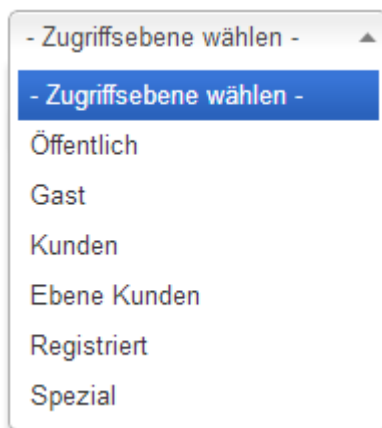 - Zugriffsebene wählen -
- Zugriffsebene wählen -
Öffentlich
Gast
Kunden
Ebene Kunden
Registriert
Spezial